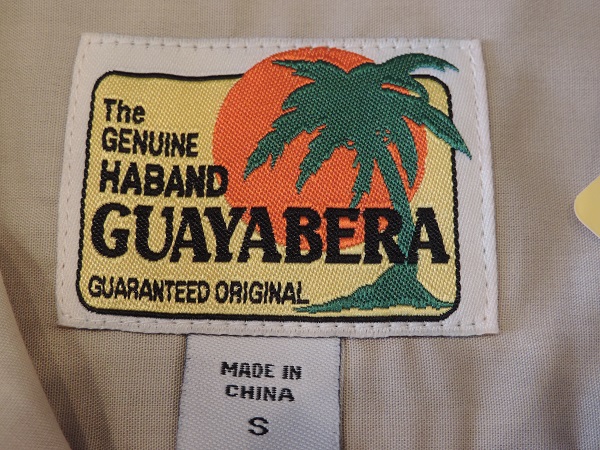 The
GENUINE
HABAND
GUAYABERA
GUARANTEED ORIGINAL
MADE IN
CHINA
S